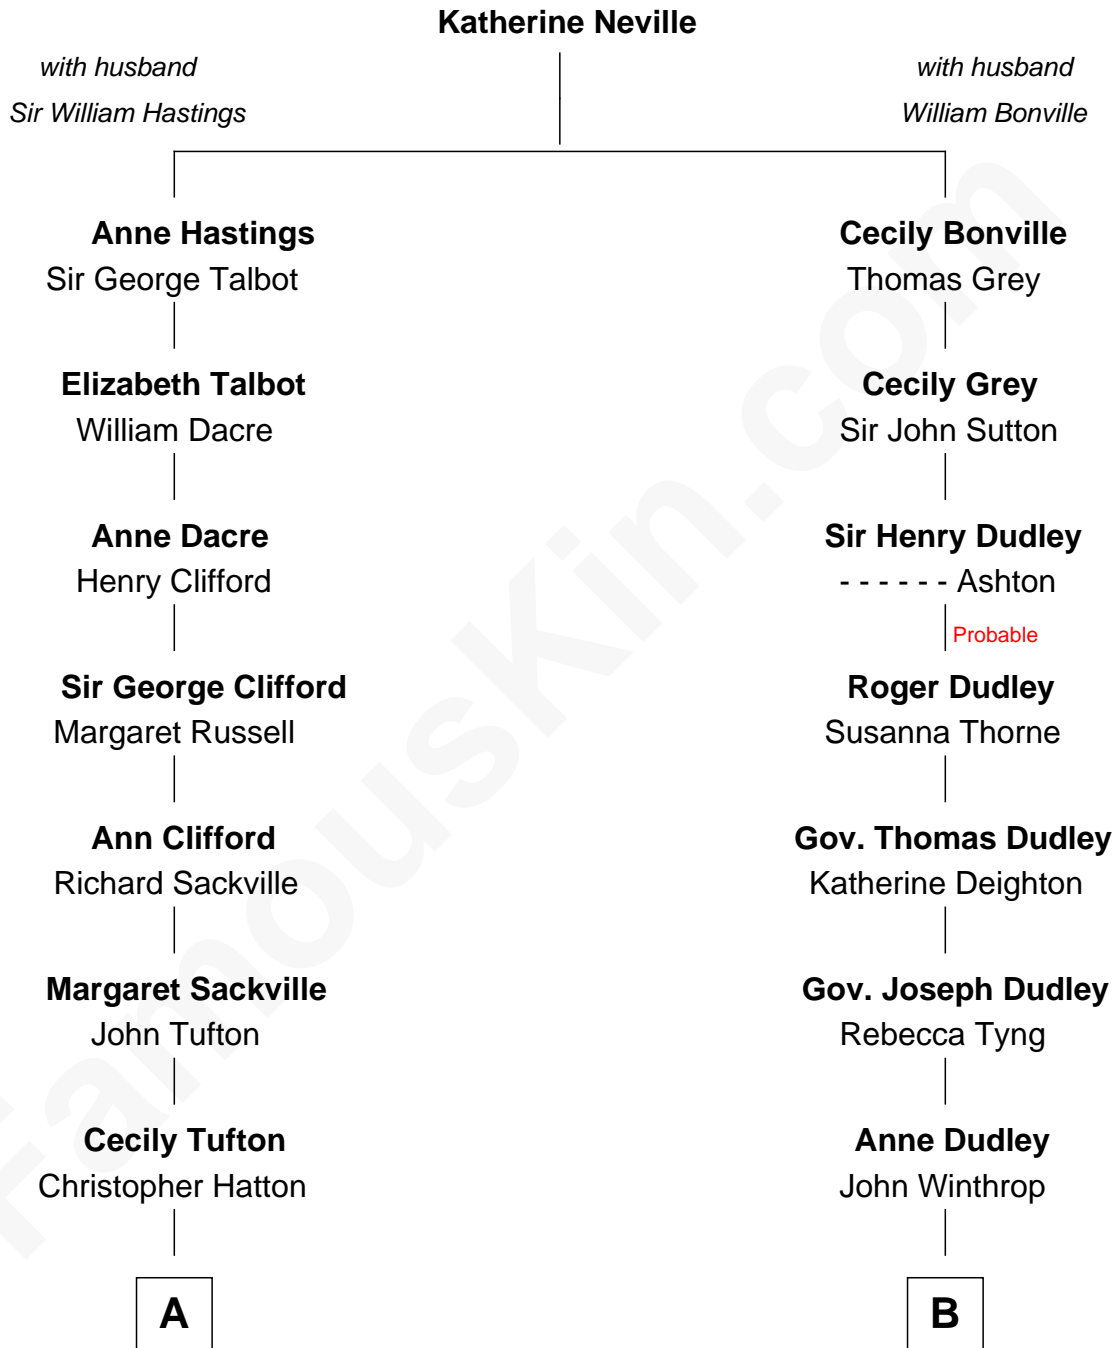 Katherine Neville
with husband
Sir William Hastings
with husband
William Bonville
Anne Hastings
Sir George Talbot
Cecily Bonville
Thomas Grey
Elizabeth Talbot
William Dacre
Cecily Grey
Sir John Sutton
Anne Dacre
Henry Clifford
Sir Henry Dudley
- - - - - - Ashton
Probable
Sir George Clifford
Margaret Russell
Roger Dudley
Susanna Thorne
Ann Clifford
Richard Sackville
Gov. Thomas Dudley
Katherine Deighton
Margaret Sackville
John Tufton
Gov. Joseph Dudley
Rebecca Tyng
Cecily Tufton
Christopher Hatton
Anne Dudley
John Winthrop
A
B
FamousKin.com